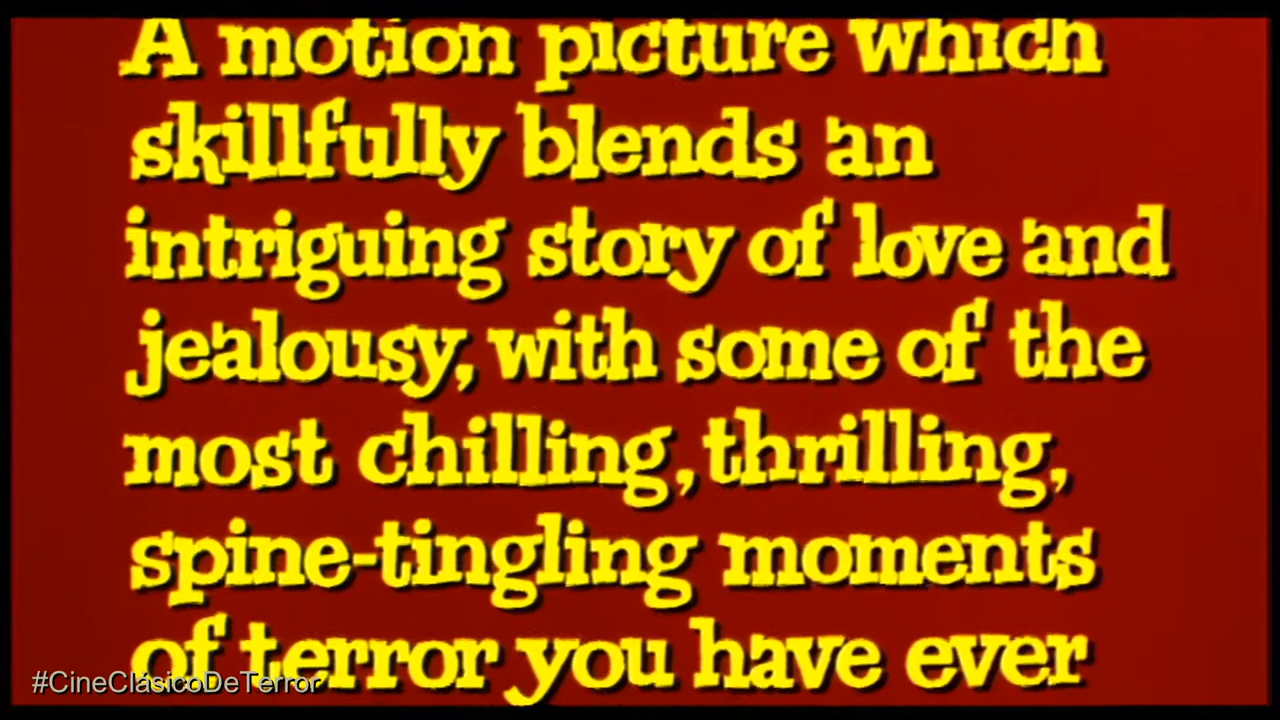 A motion picture which
skillfully blends an
intriguing story of love and
jealousy, with some of the
most chilling, thrilling,
spine-tingling moments
of terror you have ever
#CineClásicoDeTerror